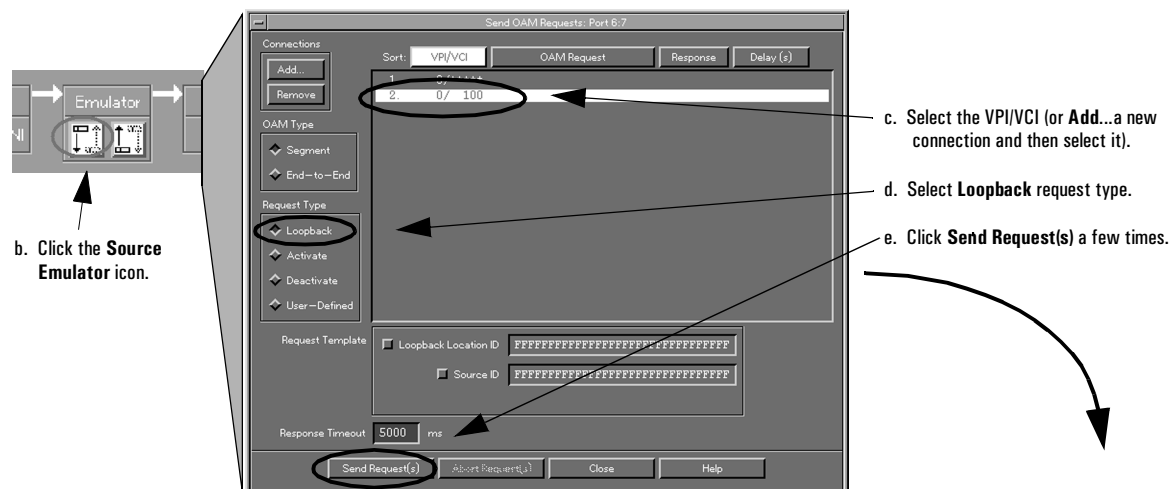 Send OAM Requests: Port 6:7
Connections
Add...
Remove
Sort: VPI/VCI OAM Request Response Delay (s)
1.
2. 0/ 100
OAM Type
Segment
End-to-End
Request Type
Loopback
Activate
Deactivate
User-Defined
Request Template
Loopback Location ID FFFFFFFFFFFFFFFFFFFFFFFFFFFFFFFF
Source ID FFFFFFFFFFFFFFFFFFFFFFFFFFFFFFFF
Response Timeout 5000 ms
Send Request(s) Abort Request(s) Close Help
Emulator
NI
b. Click the Source
Emulator icon.
c. Select the VPI/VCI (or Add...a new
connection and then select it).
d. Select Loopback request type.
e. Click Send Request(s) a few times.